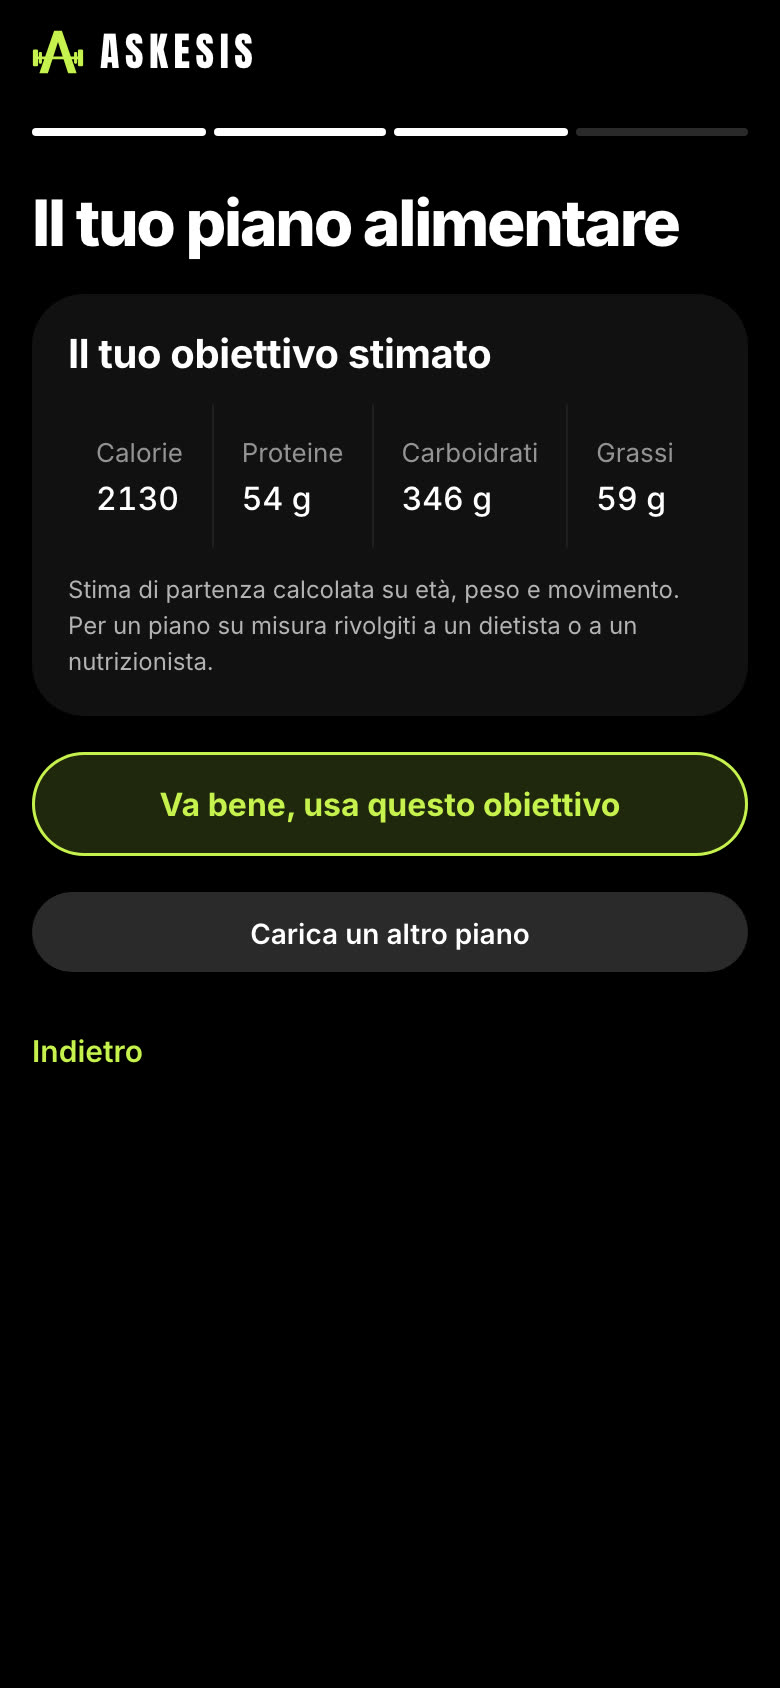 ASKESIS
Il tuo piano alimentare
Il tuo obiettivo stimato
Calorie Proteine Carboidrati Grassi
2130 54 g 346 g 59 g
Stima di partenza calcolata su età, peso e movimento.
Per un piano su misura rivolgiti a un dietista o a un
nutrizionista.
Va bene, usa questo obiettivo
Carica un altro piano
Indietro